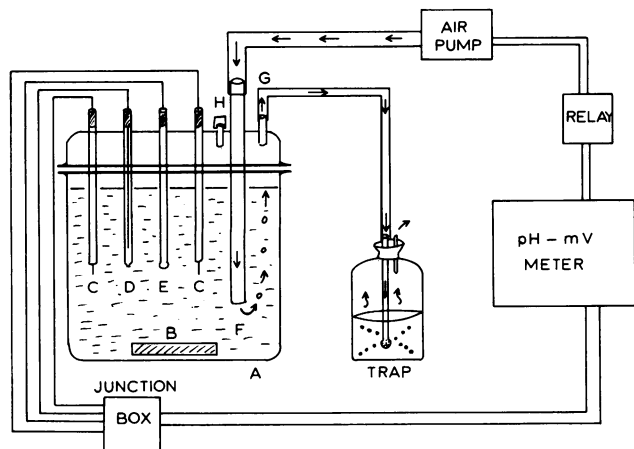 AIR
PUMP
G
H
RELAY
pH – mV
METER
C
D
E
C
F
B
A
TRAP
JUNCTION
BOX